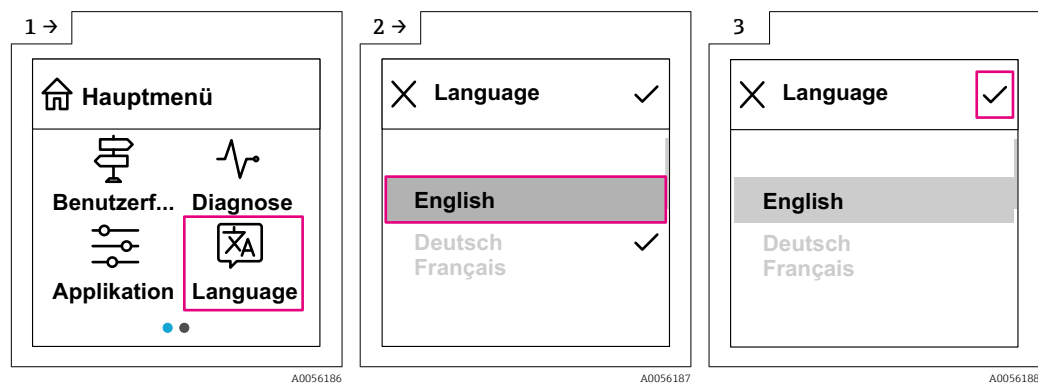 1 →
Hauptmenü
Benutzerf... Diagnose
Applikation Language
A0056186
2 →
Language
English
Deutsch
Français
A0056187
3
Language
English
Deutsch
Français
A0056188